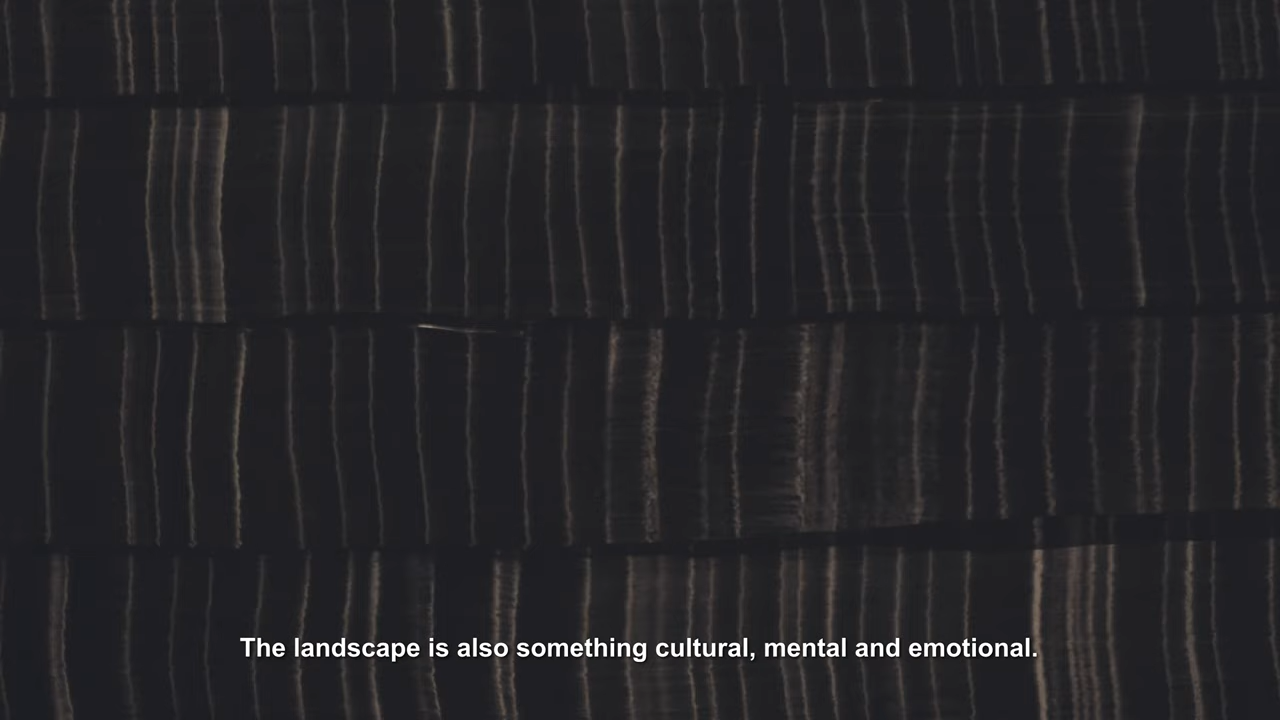 The landscape is also something cultural, mental and emotional.